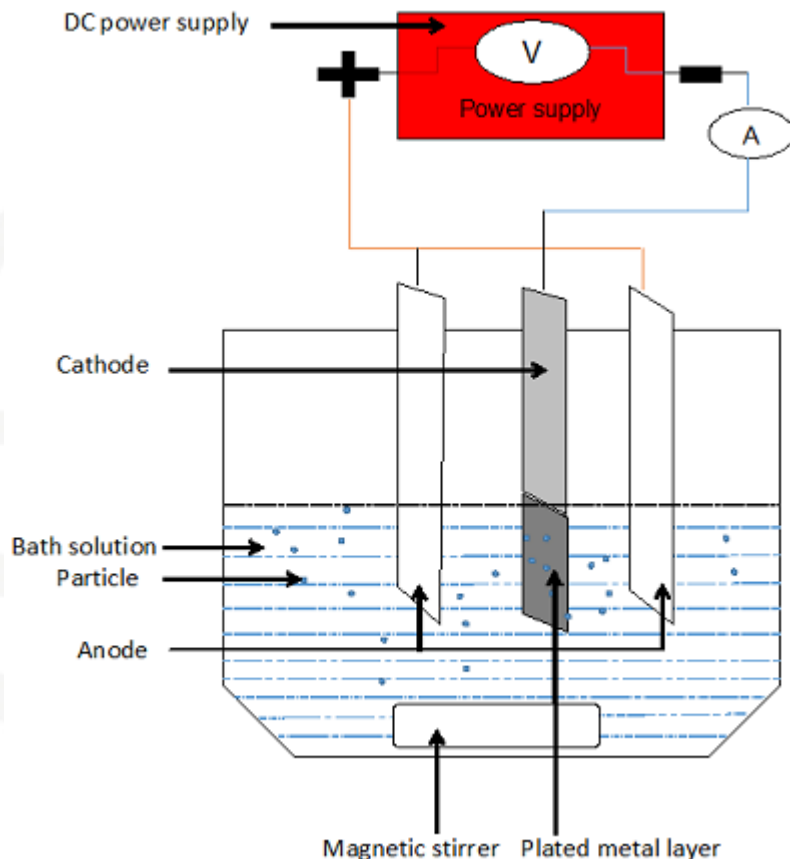 DC power supply
V
Power supply
A
Cathode
Bath solution
Particle
Anode
Magnetic stirrer
Plated metal layer